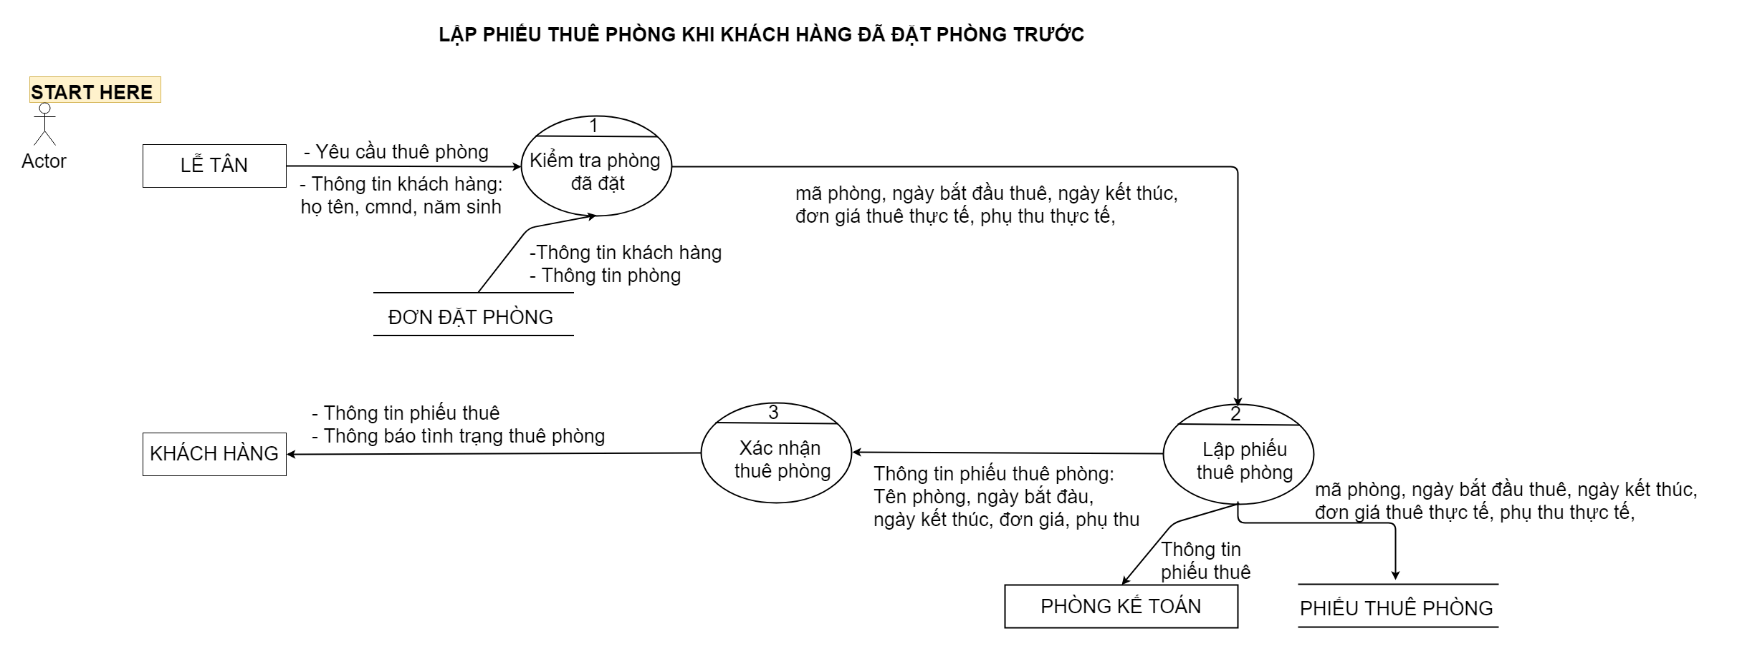 LẬP PHIẾU THUÊ PHÒNG KHI KHÁCH HÀNG ĐÃ ĐẶT PHÒNG TRƯỚC
START HERE
Actor
LỄ TÂN
- Yêu cầu thuê phòng
- Thông tin khách hàng:
họ tên, cmnd, năm sinh
1
Kiểm tra phòng
đã đặt
mã phòng, ngày bắt đầu thuê, ngày kết thúc,
đơn giá thuê thực tế, phụ thu thực tế,
-Thông tin khách hàng
- Thông tin phòng
ĐƠN ĐẶT PHÒNG
KHÁCH HÀNG
- Thông tin phiếu thuê
- Thông báo tình trạng thuê phòng
3
Xác nhận
thuê phòng
Thông tin phiếu thuê phòng:
Tên phòng, ngày bắt đàu,
ngày kết thúc, đơn giá, phụ thu
2
Lập phiếu
thuê phòng
mã phòng, ngày bắt đầu thuê, ngày kết thúc,
đơn giá thuê thực tế, phụ thu thực tế,
Thông tin
phiếu thuê
PHÒNG KẾ TOÁN
PHIẾU THUÊ PHÒNG